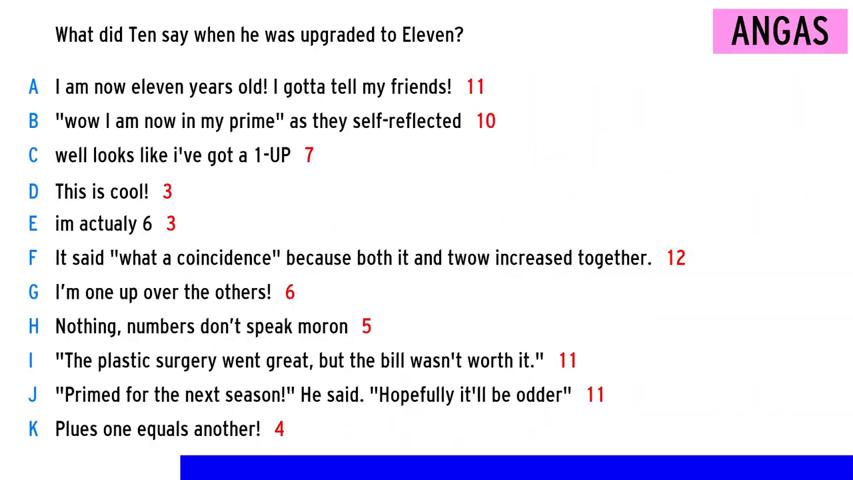 What did Ten say when he was upgraded to Eleven?
ANGAS
A I am now eleven years old! I gotta tell my friends! 11
B "wow I am now in my prime" as they self-reflected 10
C well looks like i've got a 1-UP 7
D This is cool! 3
E im actualy 6 3
F It said "what a coincidence" because both it and twow increased together. 12
G I'm one up over the others! 6
H Nothing, numbers don't speak moron 5
I "The plastic surgery went great, but the bill wasn't worth it." 11
J "Primed for the next season!" He said. "Hopefully it'll be odder" 11
K Plues one equals another! 4